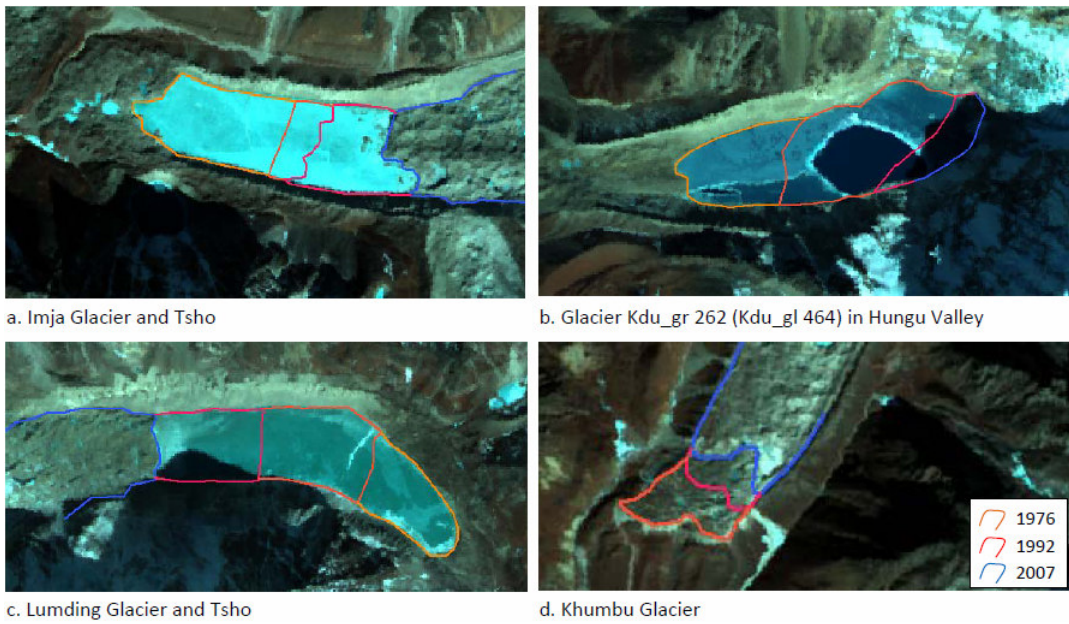 a. Imja Glacier and Tsho
b. Glacier Kdu_gr 262 (Kdu_gl 464) in Hungu Valley
c. Lumding Glacier and Tsho
d. Khumbu Glacier
1976
1992
2007